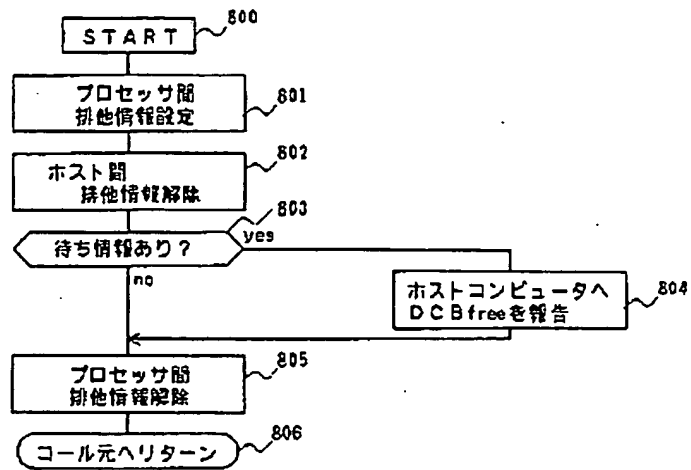 START
800
プロセッサ間
排他情報設定
801
ホスト間
排他情報解除
802
803
待ち情報あり?
yes
no
ホストコンピュータへ
DCBfreeを報告
804
プロセッサ間
排他情報解除
805
コール元へリターン
806